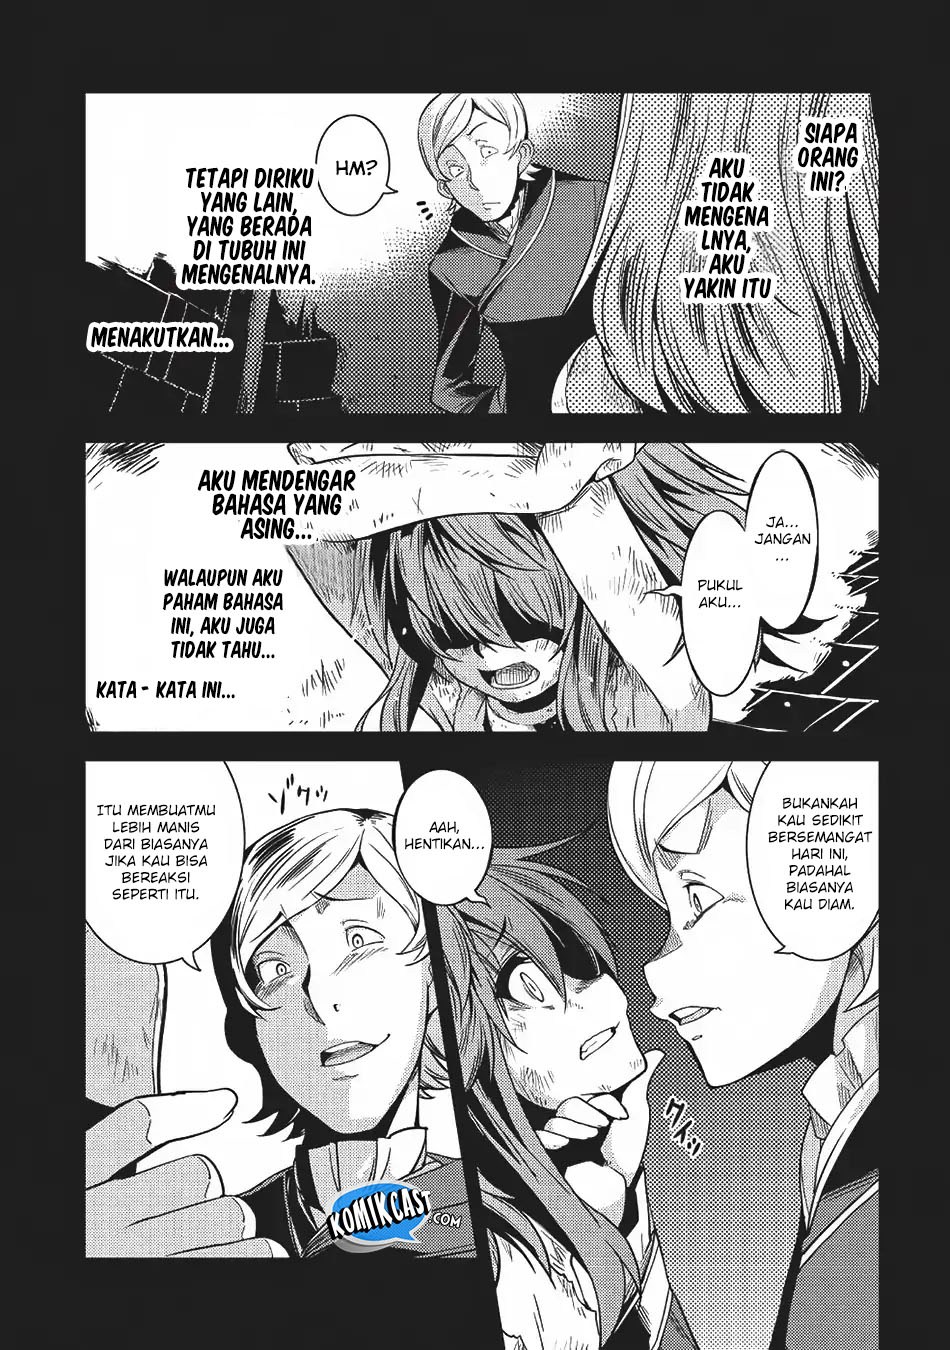 SIAPA
ORANG
INI?
AKU
TIDAK
MENGENA
LNYA,
AKU
YAKIN ITU
HM?
TETAPI DIRIKU
YANG LAIN,
YANG BERADA
DI TUBUH INI
MENGENALNYA.
MENAKUTKAN...
JA...
JANGAN
...
PUKUL
AKU...
AKU MENDENGAR
BAHASA YANG
ASING...
WALAUPUN AKU
PAHAM BAHASA
INI, AKU JUGA
TIDAK TAHU...
KATA - KATA INI...
BUKANKAH
KAU SEDIKIT
BERSEMANGAT
HARI INI,
PADAHAL
BIASANYA
KAU DIAM.
クイッ
AAH,
HENTIKAN...
ゾクッ
ITU MEMBUATMU
LEBIH MANIS
DARI BIASANYA
JIKA KAU BISA
BEREAKSI
SEPERTI ITU.
KOMIKCAST
.COM